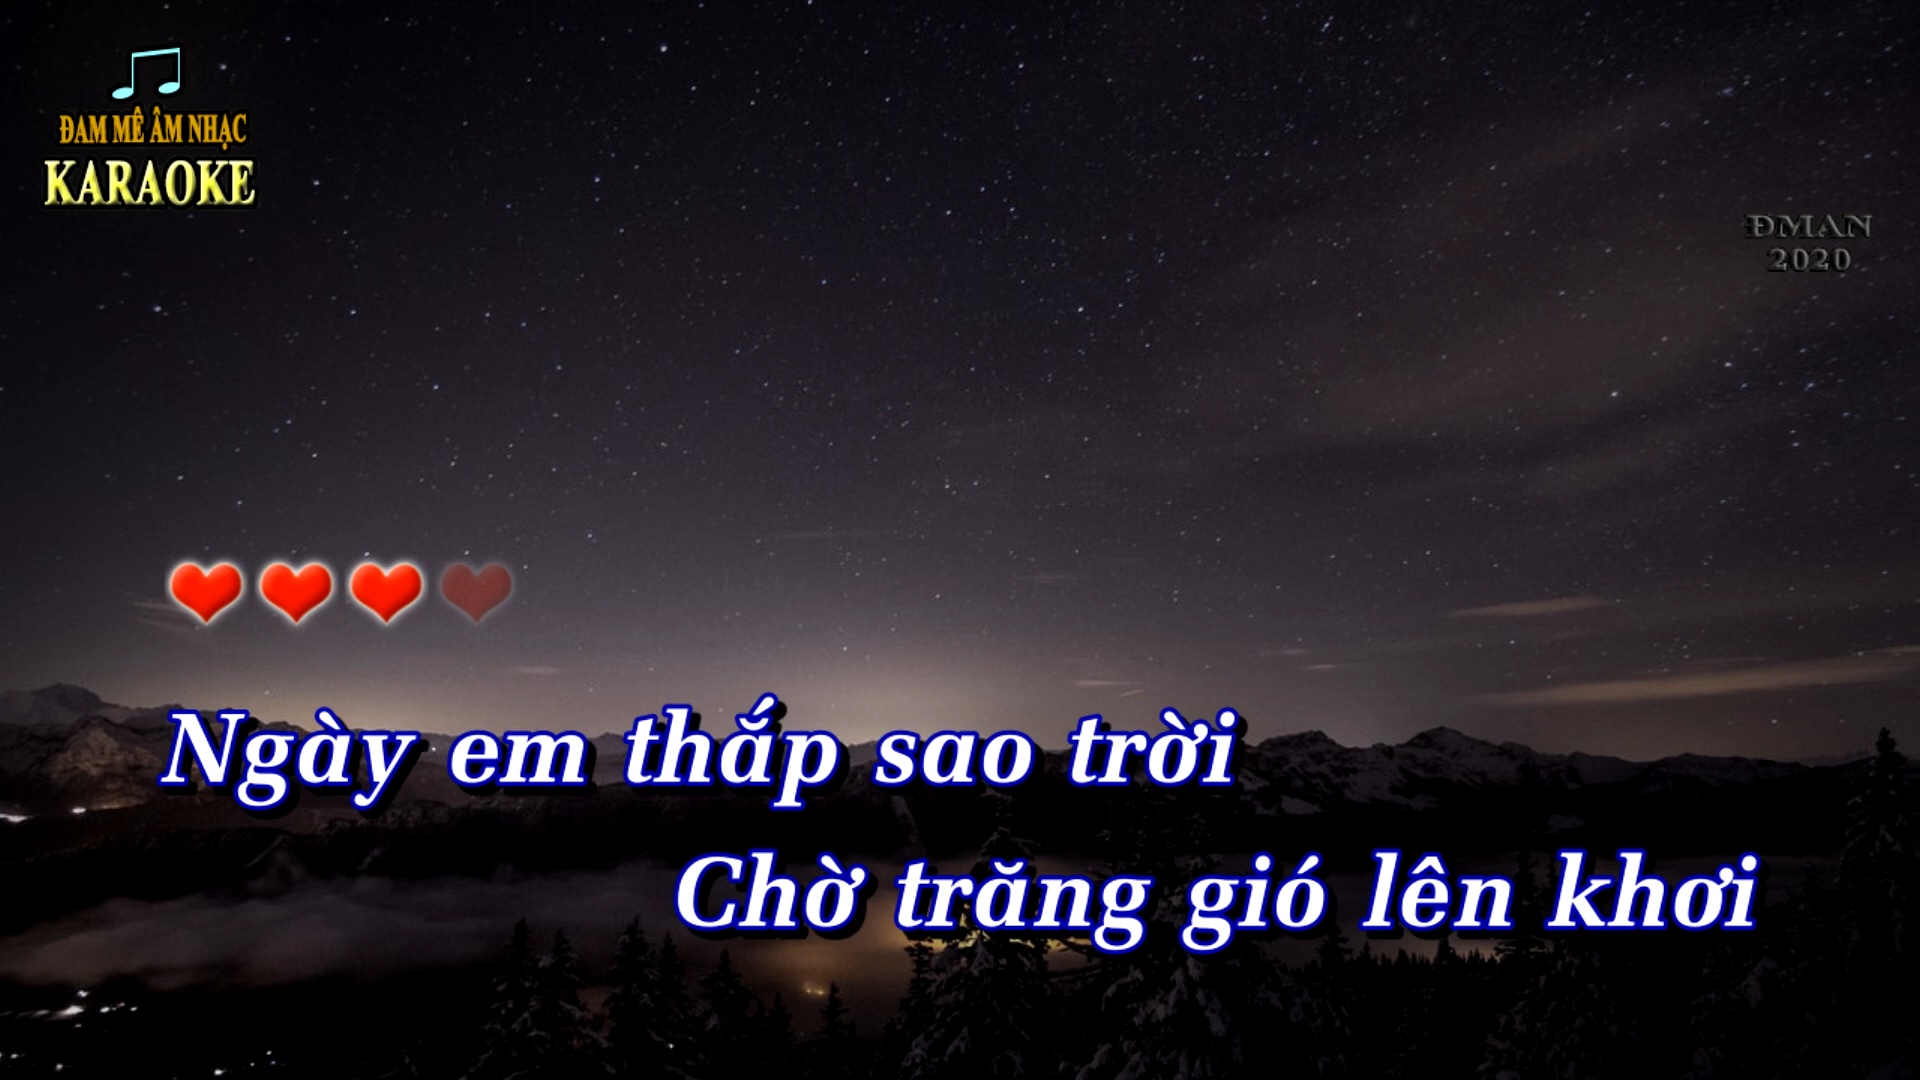 ĐAM MÊ ÂM NHẠC
KARAOKE
ĐMAN
2020
Ngày em thắp sao trời
Chờ trăng gió lên khơi